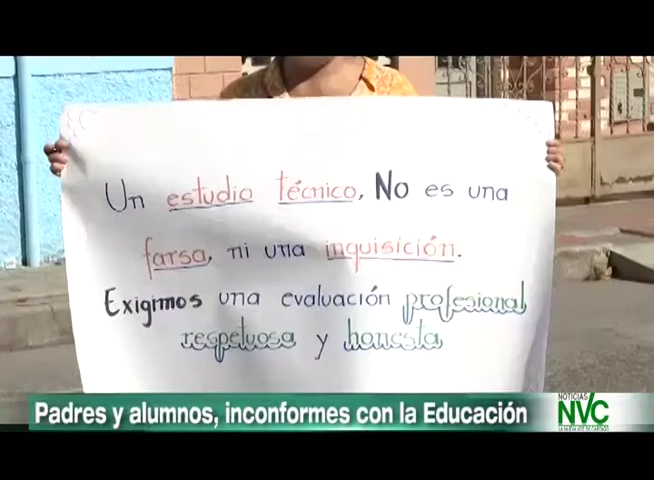 Un estudio técnico, No es una
farsa, ni una inquisición.
Exigimos una evaluación profesional
respetuosa y honesta
Padres y alumnos, inconformes con la Educación
NOTICIAS
NVC